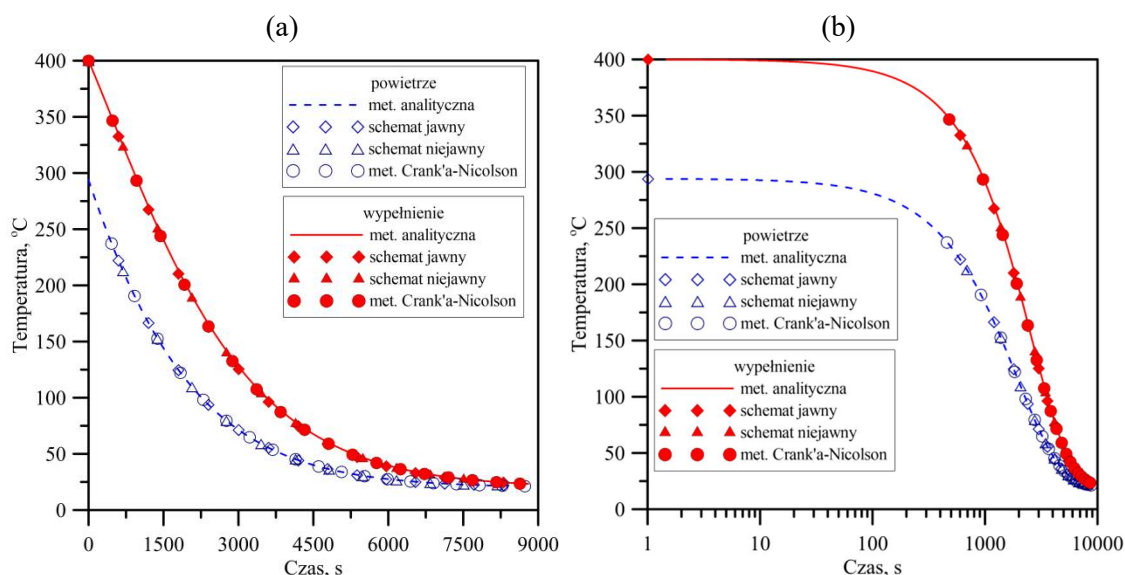 (a)
400
350
300
250
200
150
100
50
0
Temperatura, °C
0 1500 3000 4500 6000 7500 9000
Czas, s
powietrze
met. analityczna
schemat jawny
schemat niejawny
met. Crank'a-Nicolson
wypełnienie
met. analityczna
schemat jawny
schemat niejawny
met. Crank'a-Nicolson
(b)
400
350
300
250
200
150
100
50
0
Temperatura, °C
1 10 100 1000 10000
Czas, s
powietrze
met. analityczna
schemat jawny
schemat niejawny
met. Crank'a-Nicolson
wypełnienie
met. analityczna
schemat jawny
schemat niejawny
met. Crank'a-Nicolson